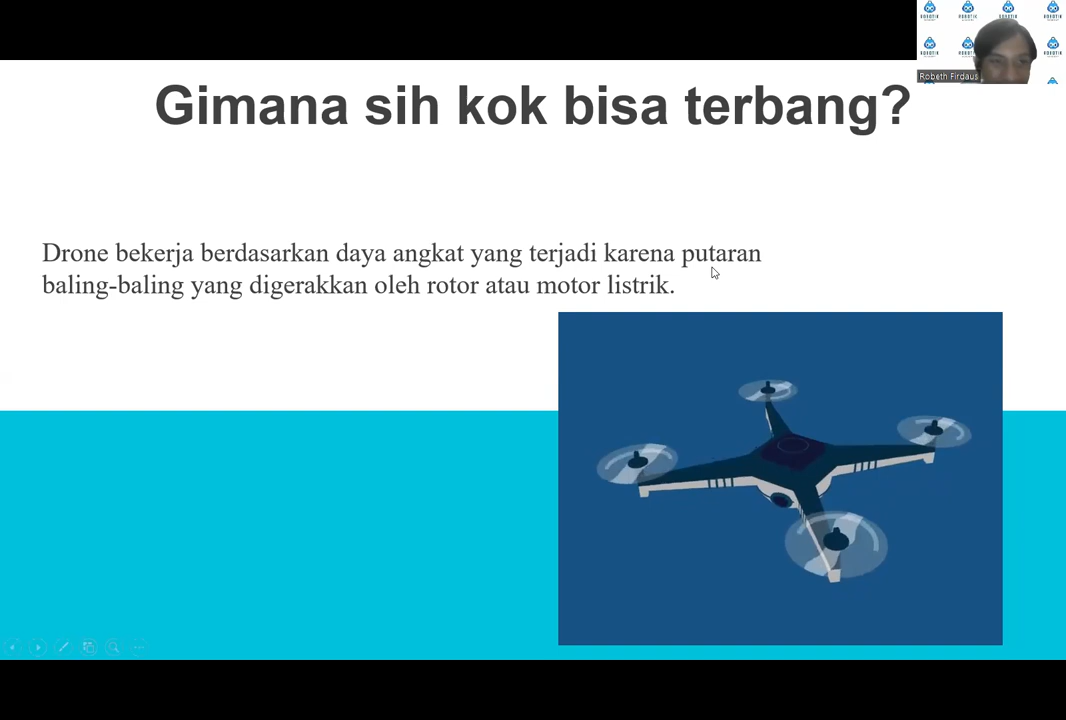 Gimana sih kok bisa terbang?
Drone bekerja berdasarkan daya angkat yang terjadi karena putaran
baling-baling yang digerakkan oleh rotor atau motor listrik.
Robeth Firdaus